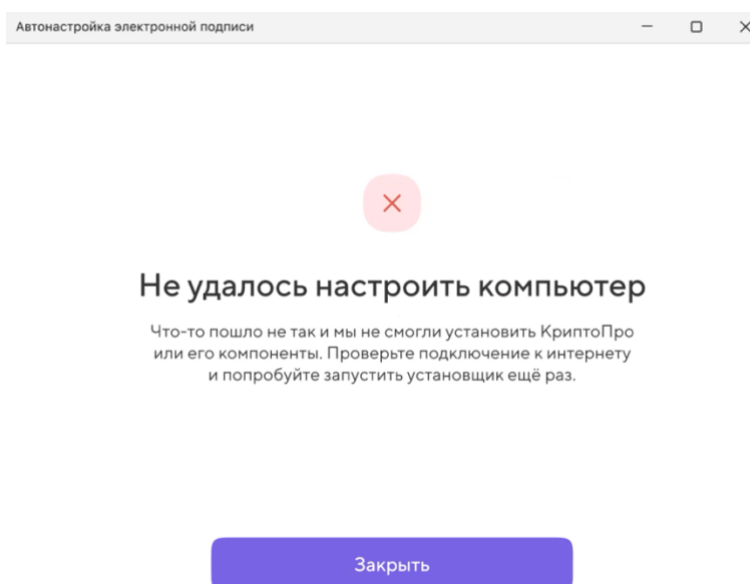 Автонастройка электронной подписи
Не удалось настроить компьютер
Что-то пошло не так и мы не смогли установить КриптоПро
или его компоненты. Проверьте подключение к интернету
и попробуйте запустить установщик ещё раз.
Закрыть